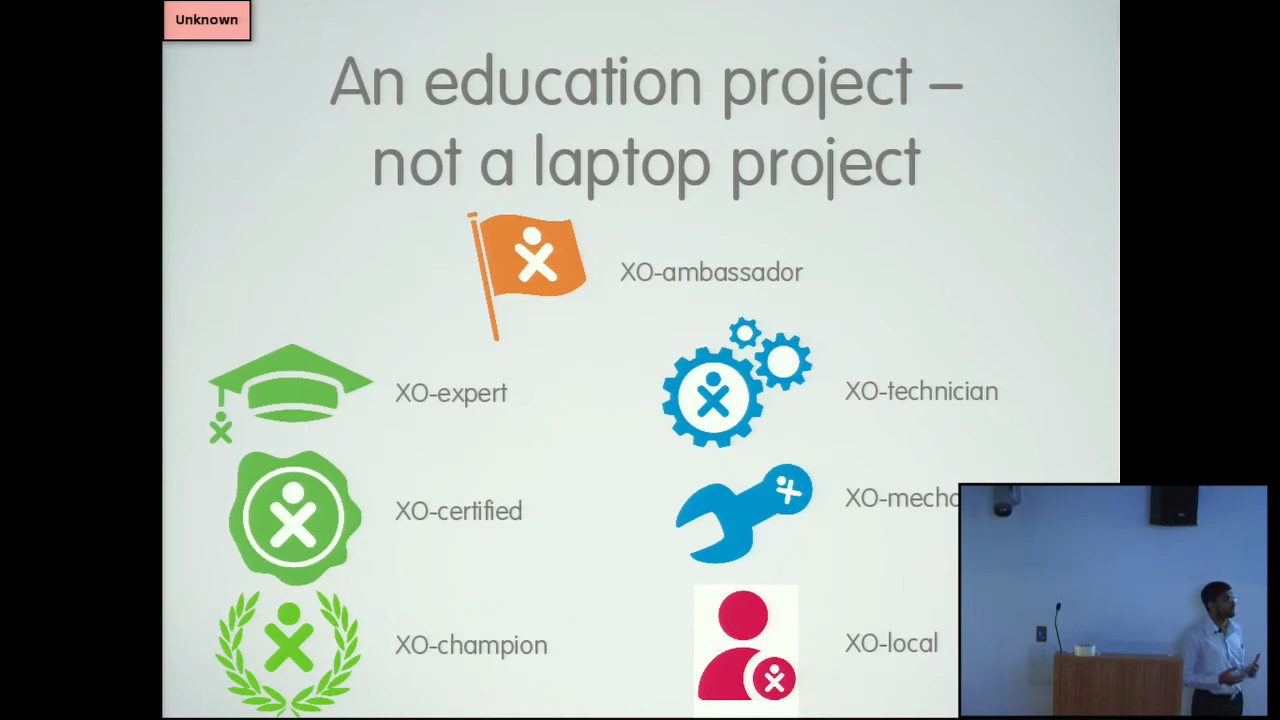 Unknown
An education project –
not a laptop project
XO-ambassador
XO-expert
XO-technician
XO-certified
XO-champion
XO-local